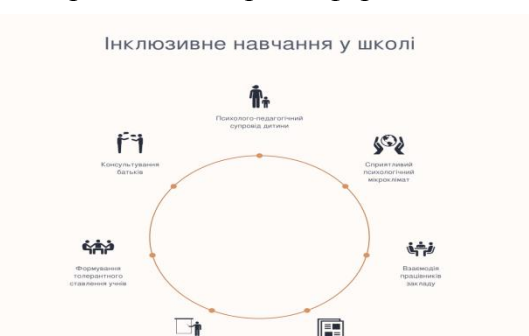 Інклюзивне навчання у школі
Психолого-педагогічний
супровід дитини
Консультування
батьків
Сприятливий
психологічний
мікроклімат
Формування
толерантного
ставлення учнів
Взаємодія
працівників
закладу